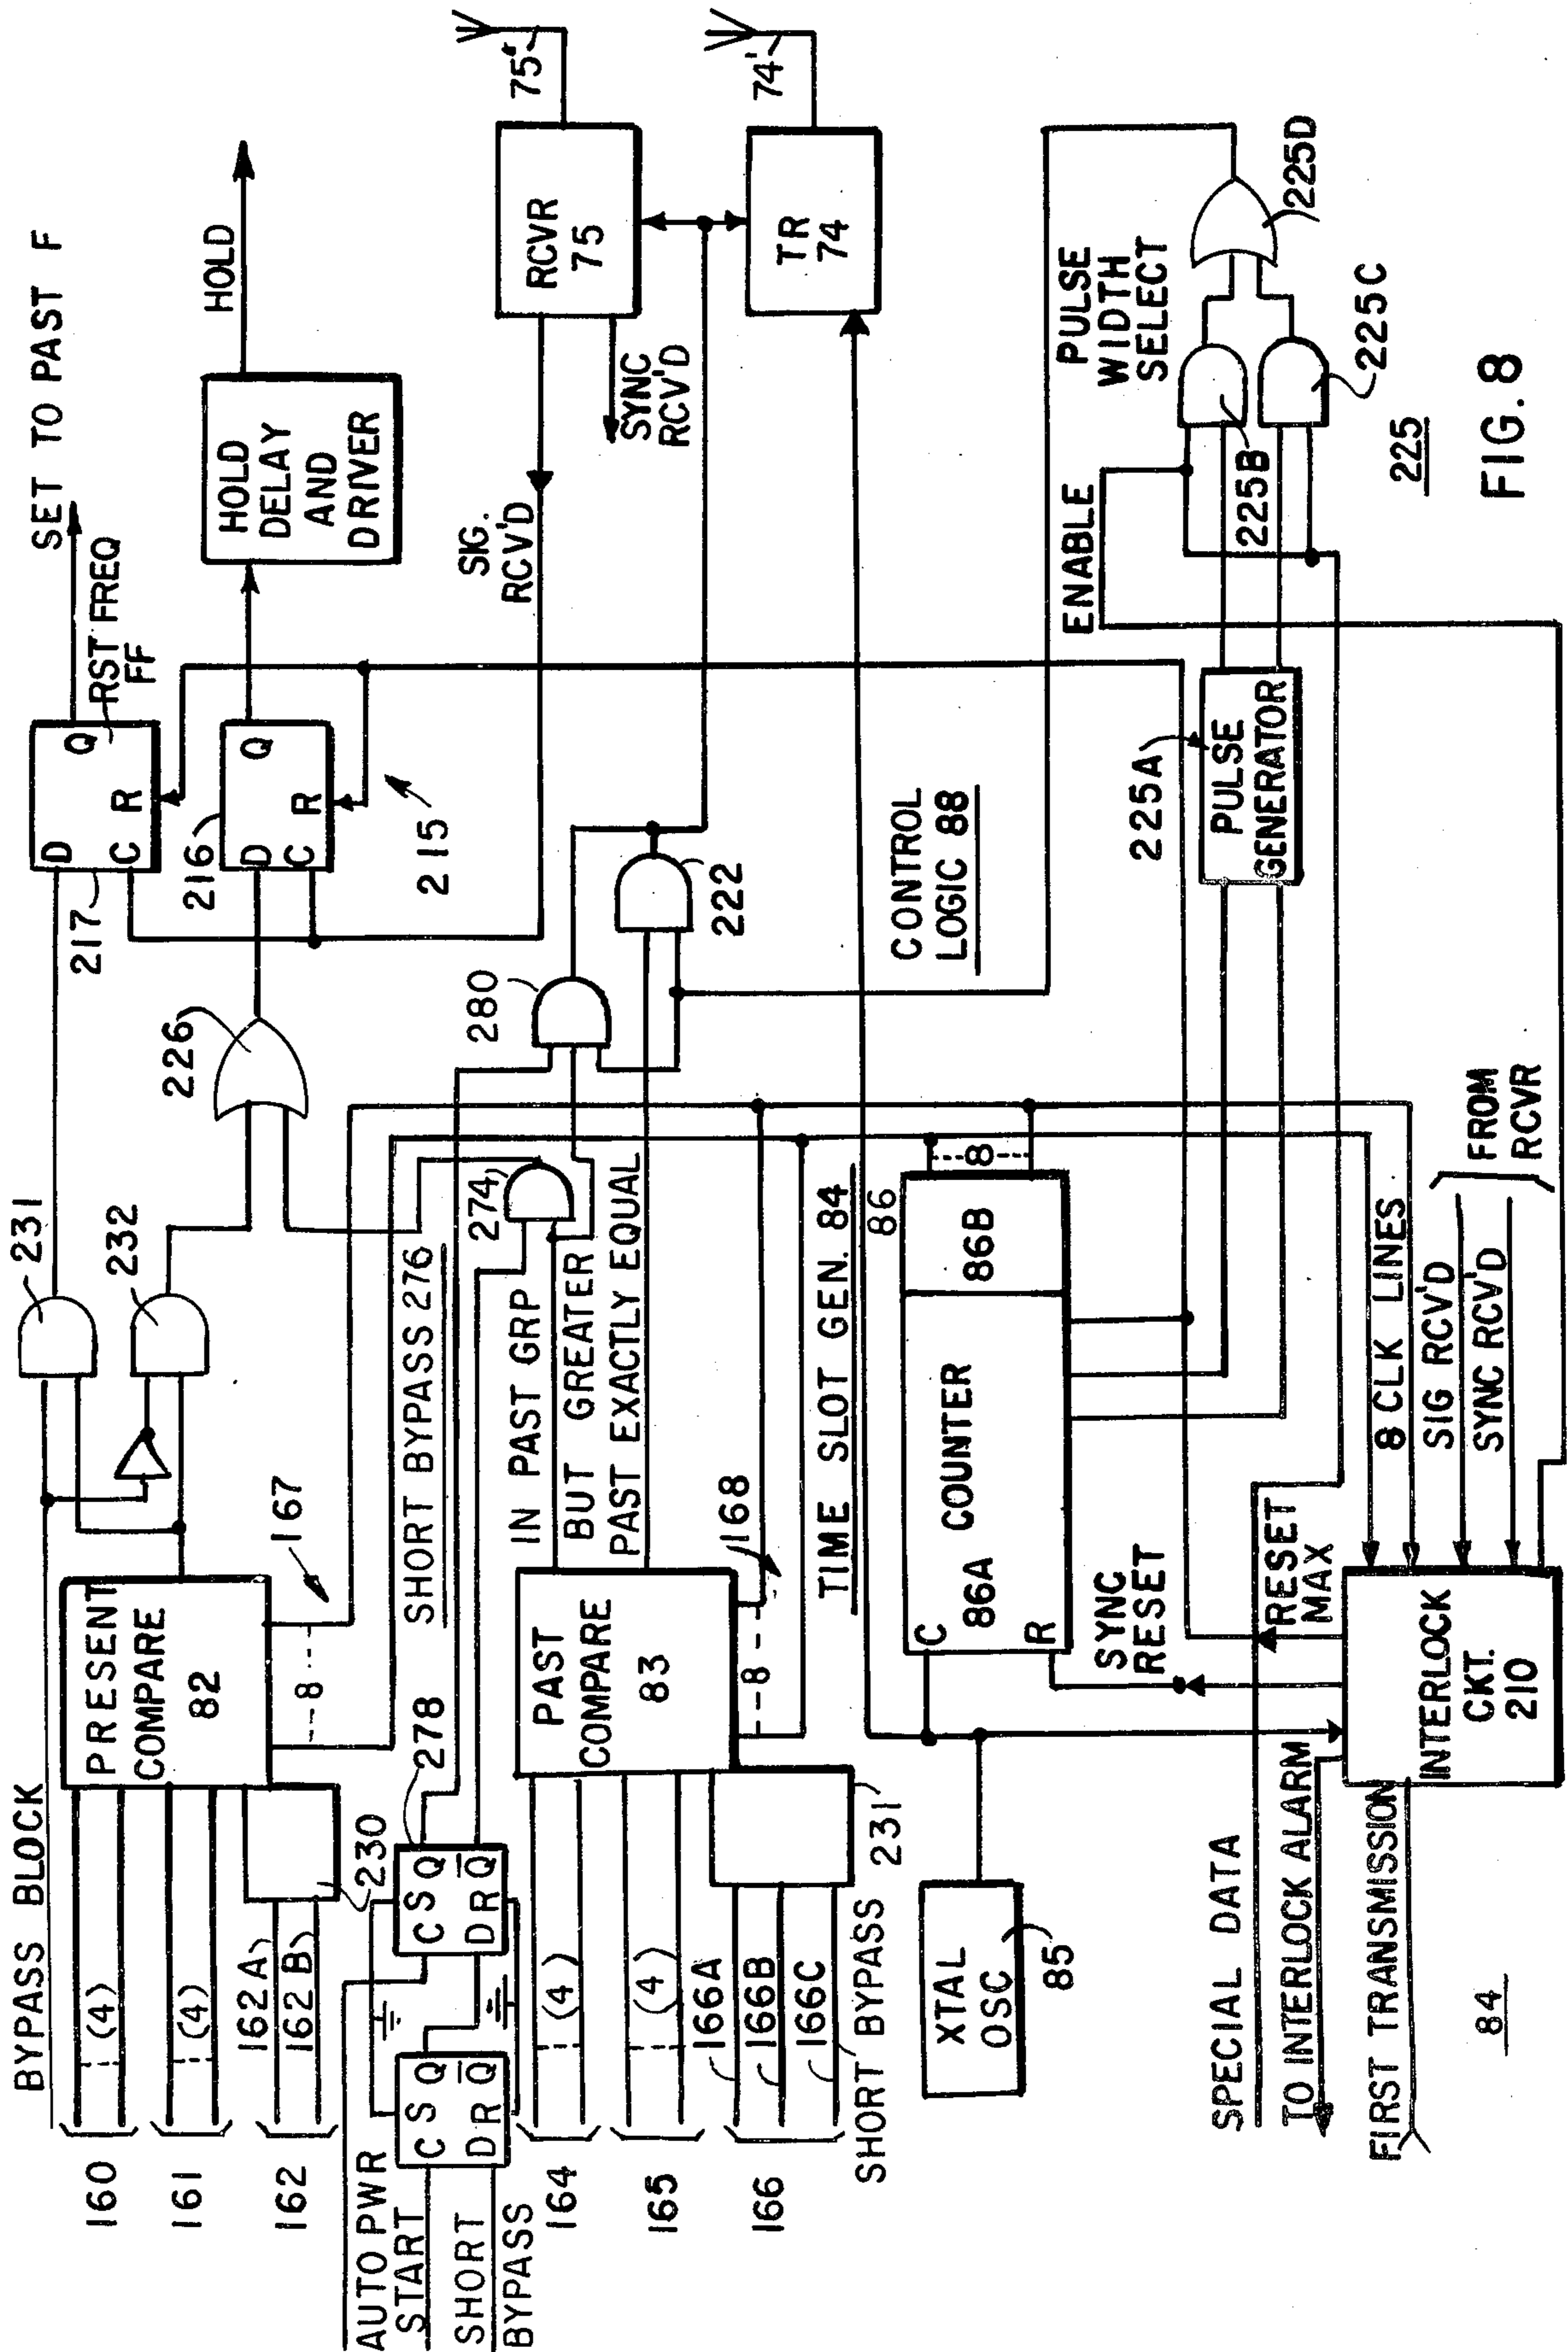 SET TO PAST F
HOLD
RST FREQ
FF
D
Q
C
R
217
216
D
Q
C
R
215
HOLD
DELAY
AND
DRIVER
75'
RCVR
75
74'
TR
74
SIG.
RCV'D
SYNC
RCV'D
231
232
226
280
222
BYPASS BLOCK
PRESENT
COMPARE
82
167
--8--
160
(4)
161
(4)
162
162A
162B
230
SHORT BYPASS 276
278
274
AUTO PWR
START
SHORT
BYPASS
C S Q
D R Q̅
C S Q
D R Q̅
IN PAST GRP
BUT GREATER
PAST EXACTLY EQUAL
PAST
COMPARE
83
168
--8--
164
(4)
165
(4)
166
166A
166B
166C
SHORT BYPASS
231
TIME SLOT GEN. 84
CONTROL
LOGIC 88
86
COUNTER
86A
86B
8
C
R
XTAL
OSC
85
SYNC
RESET
RESET
MAX
8 CLK LINES
SIG RCV'D
SYNC RCV'D
FROM
RCVR
INTERLOCK
CKT.
210
SPECIAL DATA
TO INTERLOCK ALARM
FIRST TRANSMISSION
84
225A
PULSE
GENERATOR
ENABLE
PULSE
WIDTH
SELECT
225B
225C
225D
225
FIG. 8